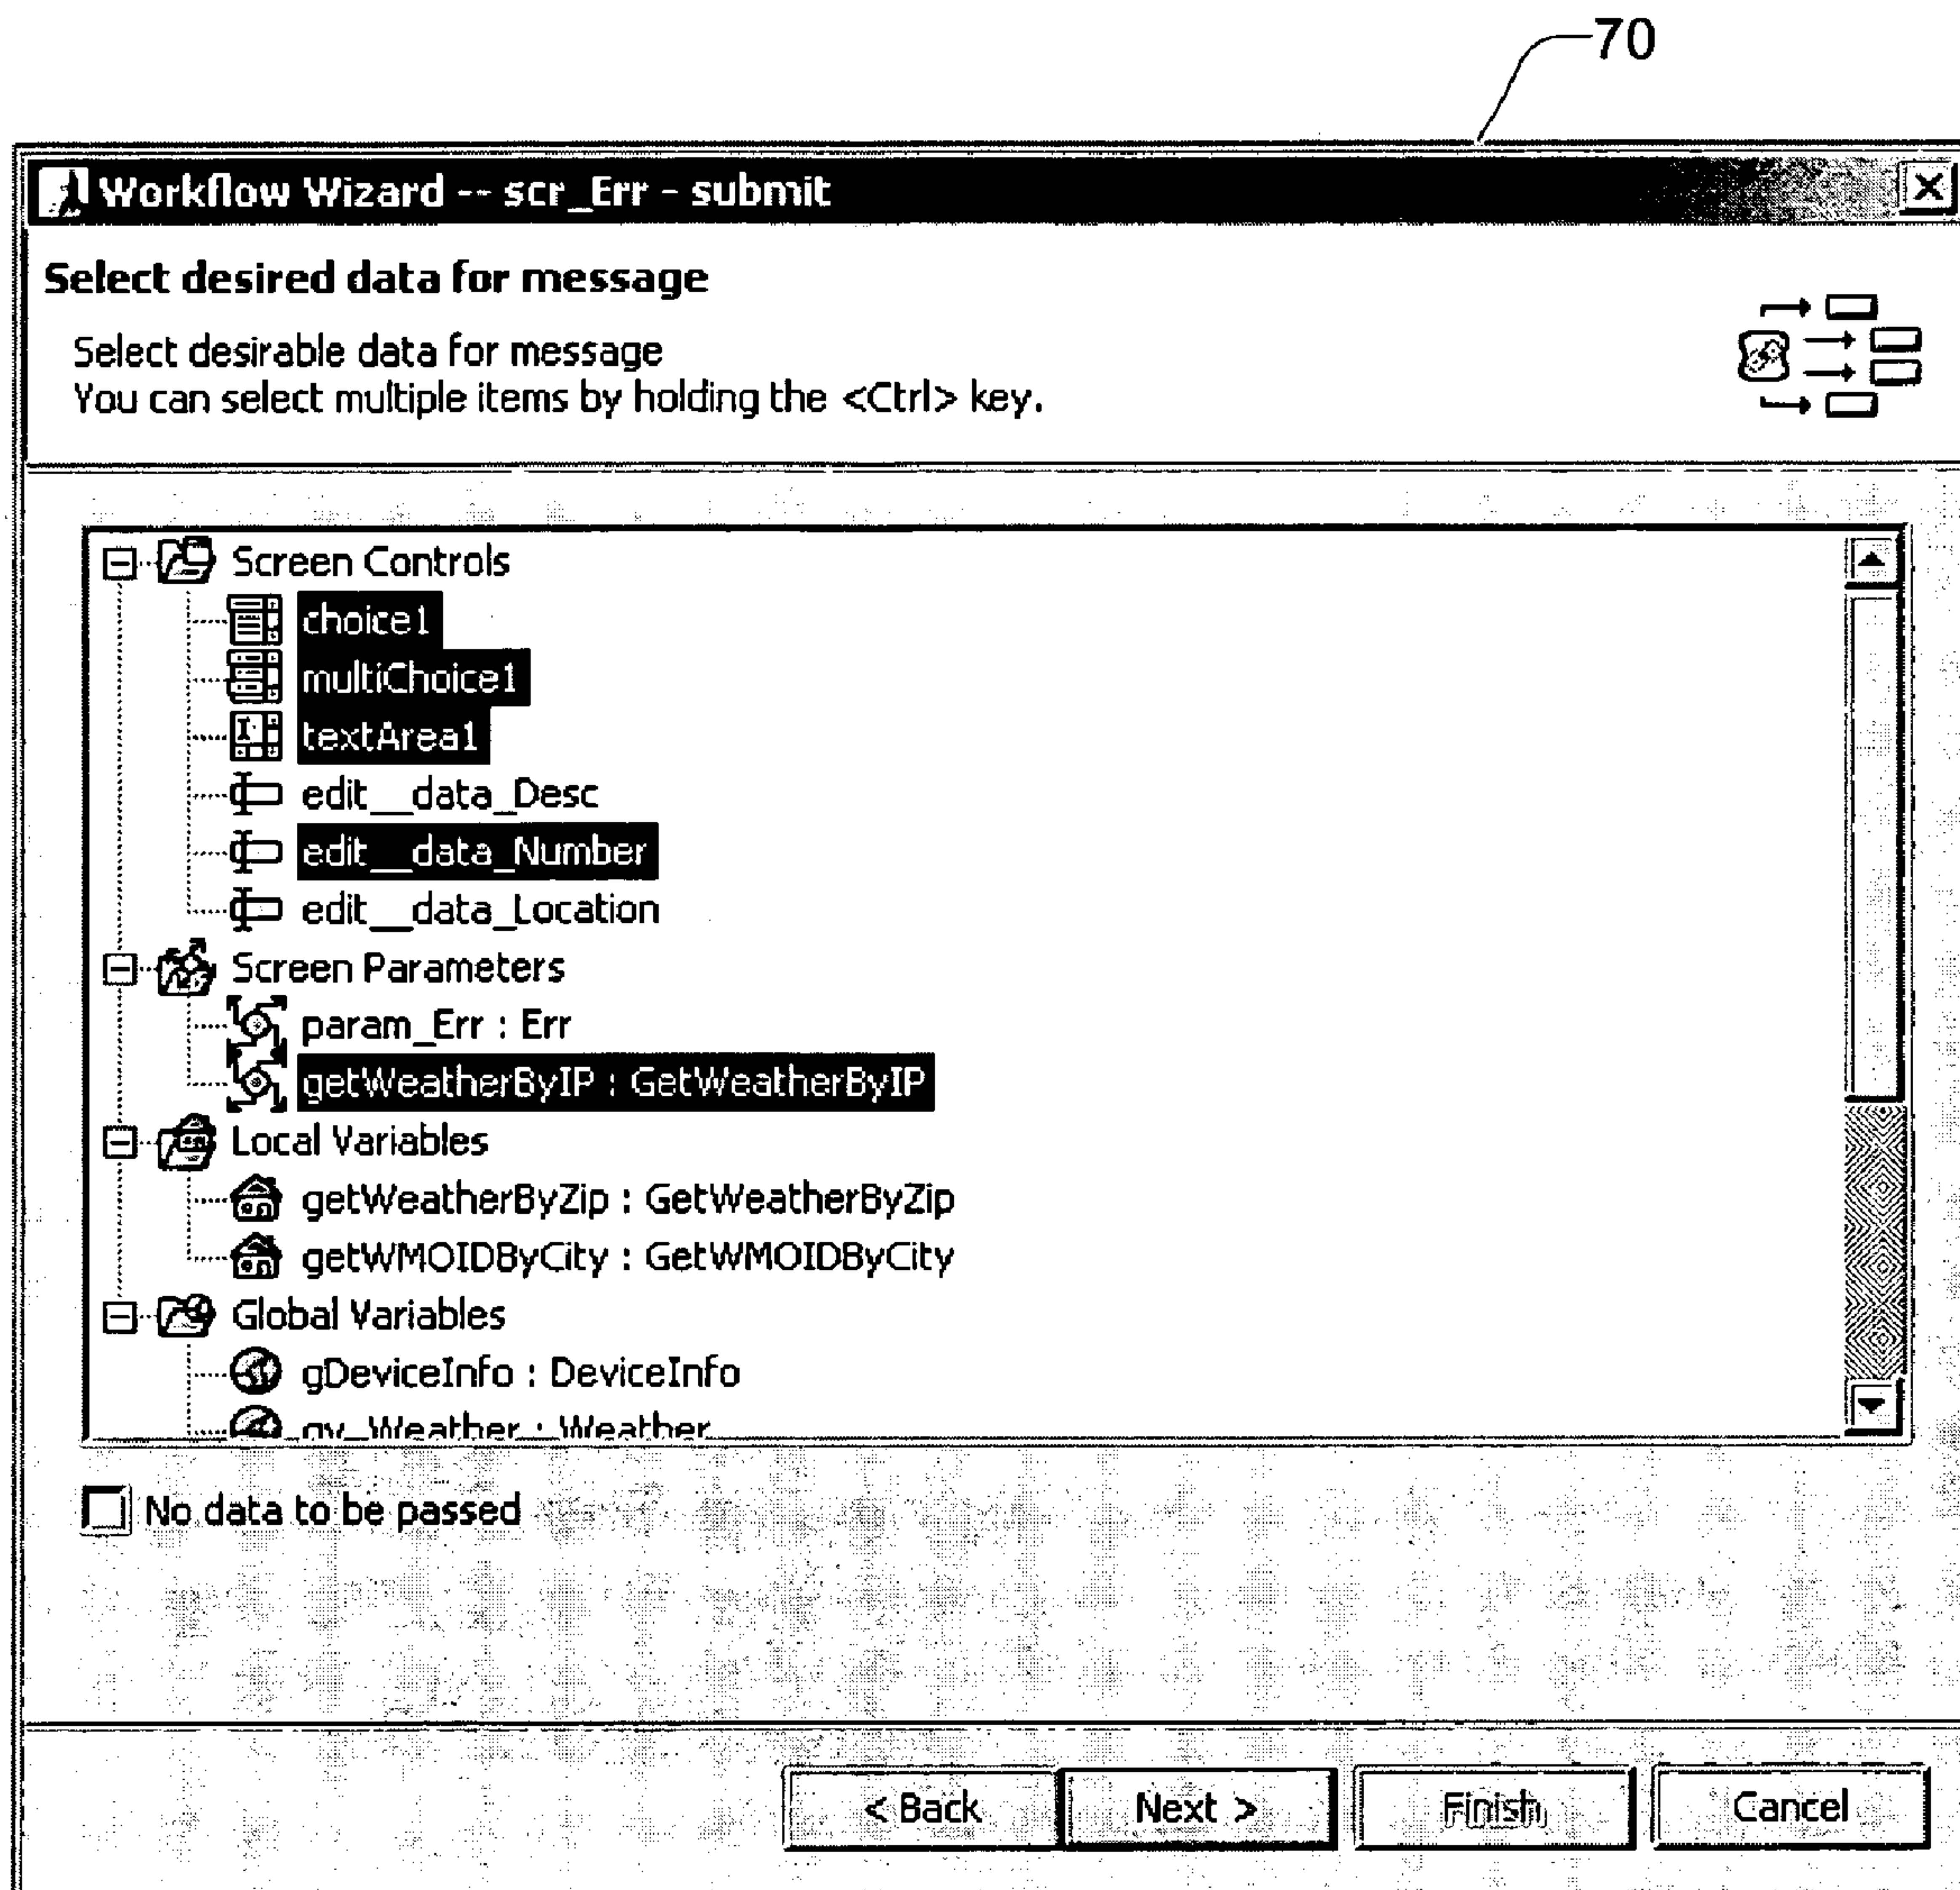 70
Workflow Wizard -- scr_Err - submit
Select desired data for message
Select desirable data for message
You can select multiple items by holding the <Ctrl> key.
Screen Controls
choice1
multiChoice1
textArea1
edit__data_Desc
edit__data_Number
edit__data_Location
Screen Parameters
param_Err : Err
getWeatherByIP : GetWeatherByIP
Local Variables
getWeatherByZip : GetWeatherByZip
getWMOIDByCity : GetWMOIDByCity
Global Variables
gDeviceInfo : DeviceInfo
gv_Weather : Weather
No data to be passed
< Back Next > Finish Cancel